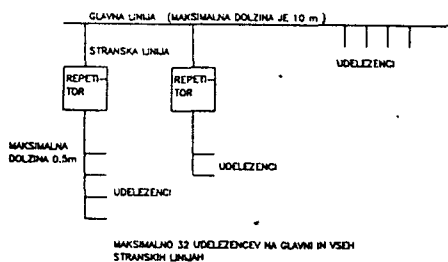 GLAVNA LINIJA (MAKSIMALNA DOLZINA JE 10 m)
STRANSKA LINIJA
UDELEZENCI
REPETI-
TOR
REPETI-
TOR
MAKSIMALNA
DOLZINA 0.5m
UDELEZENCI
UDELEZENCI
MAKSIMALNO 32 UDELEZENCEV NA GLAVNI IN VSEH
STRANSKIH LINIJAH